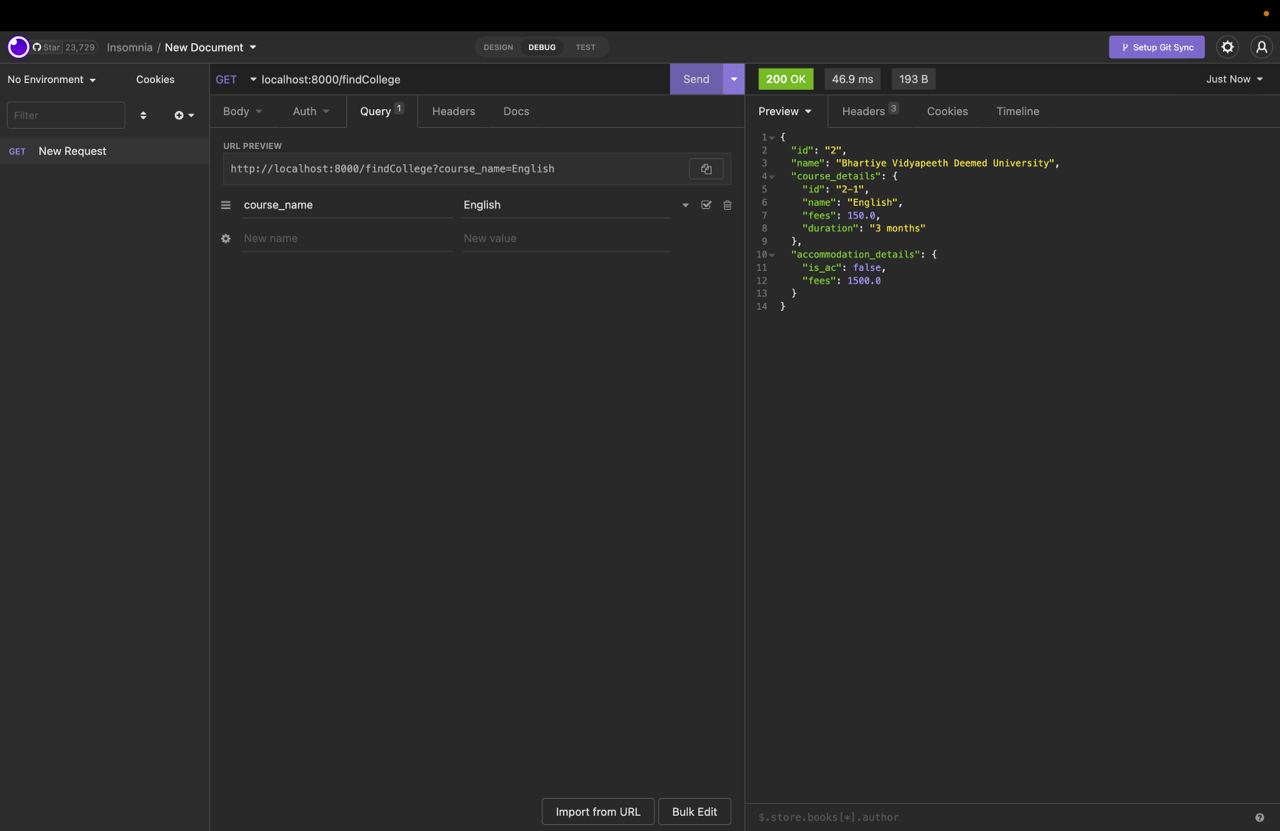 Star 23,729 Insomnia / New Document DESIGN DEBUG TEST Setup Git Sync
No Environment Cookies GET localhost:8000/findCollege Send 200 OK 46.9 ms 193 B Just Now
Filter Body Auth Query 1 Headers Docs Preview Headers 3 Cookies Timeline
GET New Request
URL PREVIEW
http://localhost:8000/findCollege?course_name=English
course_name English
New name New value
1 {
2 "id": "2",
3 "name": "Bhartiye Vidyapeeth Deemed University",
4 "course_details": {
5 "id": "2-1",
6 "name": "English",
7 "fees": 150.0,
8 "duration": "3 months"
9 },
10 "accommodation_details": {
11 "is_ac": false,
12 "fees": 1500.0
13 }
14 }
Import from URL Bulk Edit
$.store.books[*].author